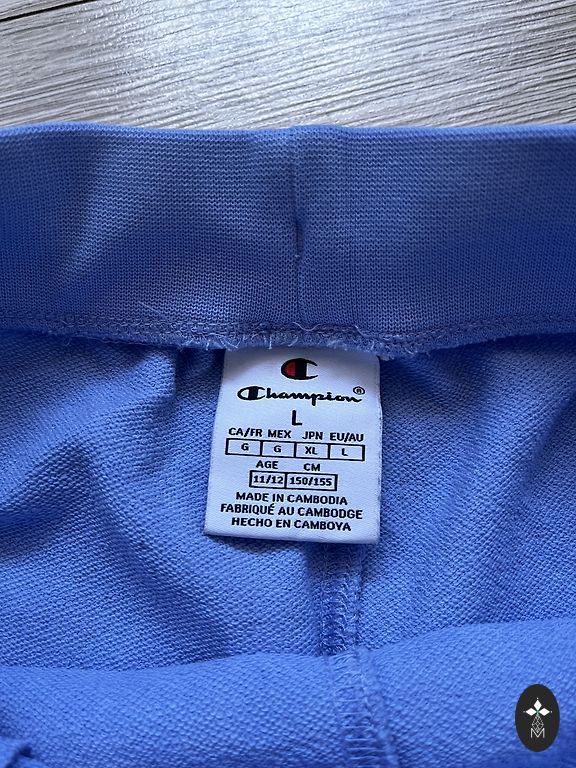 Champion®
L
CA/FR MEX JPN EU/AU
G G XL L
AGE CM
11/12 150/155
MADE IN CAMBODIA
FABRIQUÉ AU CAMBODGE
HECHO EN CAMBOYA
M